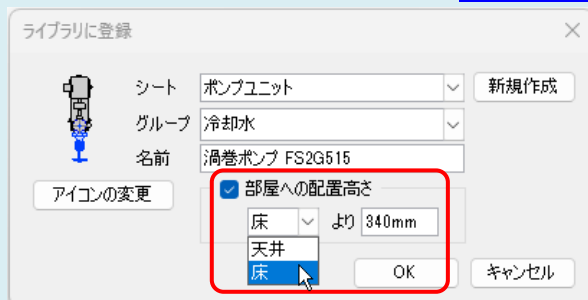 ライブラリに登録
シート ポンプユニット 新規作成
グループ 冷却水
名前 渦巻ポンプ FS2G515
アイコンの変更
部屋への配置高さ
床 より 340mm
天井
床
OK キャンセル